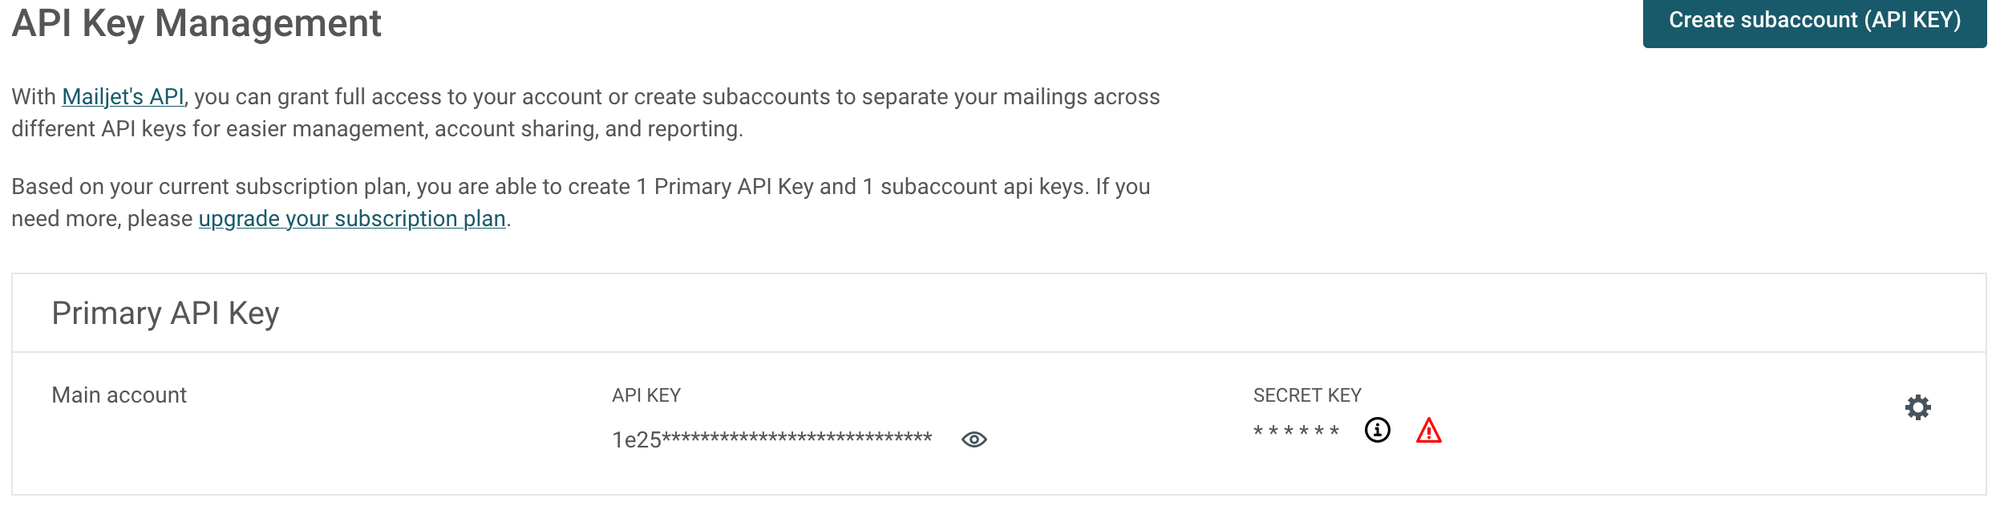 API Key Management
Create subaccount (API KEY)
With Mailjet's API, you can grant full access to your account or create subaccounts to separate your mailings across
different API keys for easier management, account sharing, and reporting.
Based on your current subscription plan, you are able to create 1 Primary API Key and 1 subaccount api keys. If you
need more, please upgrade your subscription plan.
Primary API Key
Main account
API KEY
1e25****************************
SECRET KEY
* * * * * *